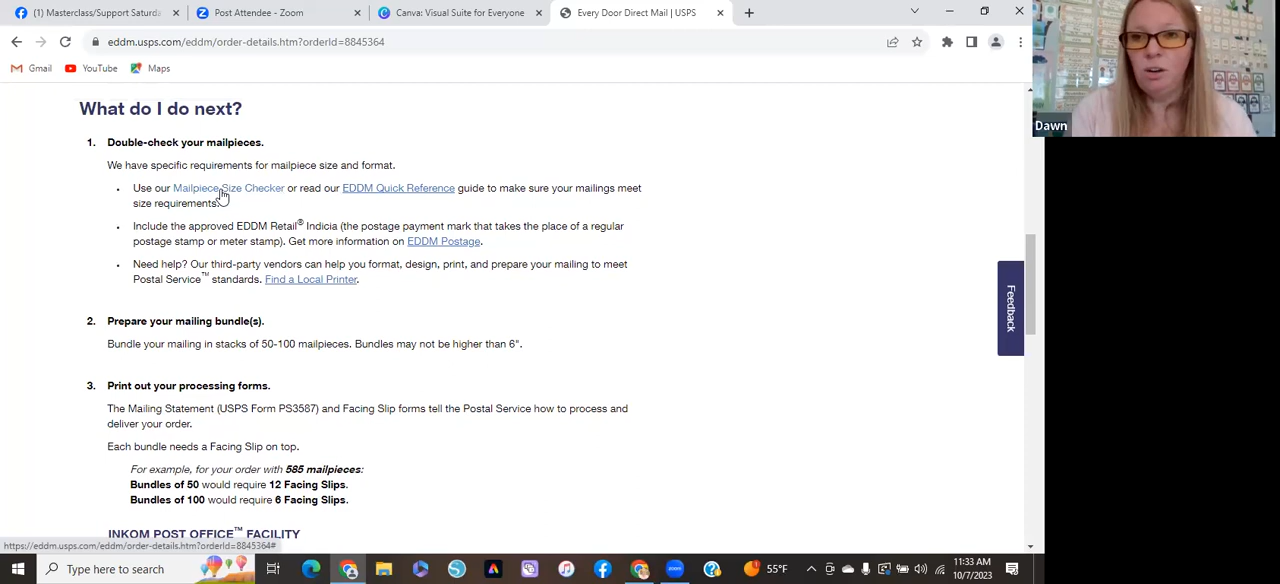 (1) Masterclass/Support Saturda
Post Attendee - Zoom
Canva: Visual Suite for Everyone
Every Door Direct Mail | USPS
eddm.usps.com/eddm/order-details.htm?orderId=8845364
Gmail
YouTube
Maps
Dawn
What do I do next?
1. Double-check your mailpieces.
We have specific requirements for mailpiece size and format.
• Use our Mailpiece Size Checker or read our EDDM Quick Reference guide to make sure your mailings meet
size requirements.
• Include the approved EDDM Retail® Indicia (the postage payment mark that takes the place of a regular
postage stamp or meter stamp). Get more information on EDDM Postage.
• Need help? Our third-party vendors can help you format, design, print, and prepare your mailing to meet
Postal Service™ standards. Find a Local Printer.
Feedback
2. Prepare your mailing bundle(s).
Bundle your mailing in stacks of 50-100 mailpieces. Bundles may not be higher than 6".
3. Print out your processing forms.
The Mailing Statement (USPS Form PS3587) and Facing Slip forms tell the Postal Service how to process and
deliver your order.
Each bundle needs a Facing Slip on top.
For example, for your order with 585 mailpieces:
Bundles of 50 would require 12 Facing Slips.
Bundles of 100 would require 6 Facing Slips.
INKOM POST OFFICE™ FACILITY
https://eddm.usps.com/eddm/order-details.htm?orderId=8845364#
Type here to search
55°F
11:33 AM
10/7/2023